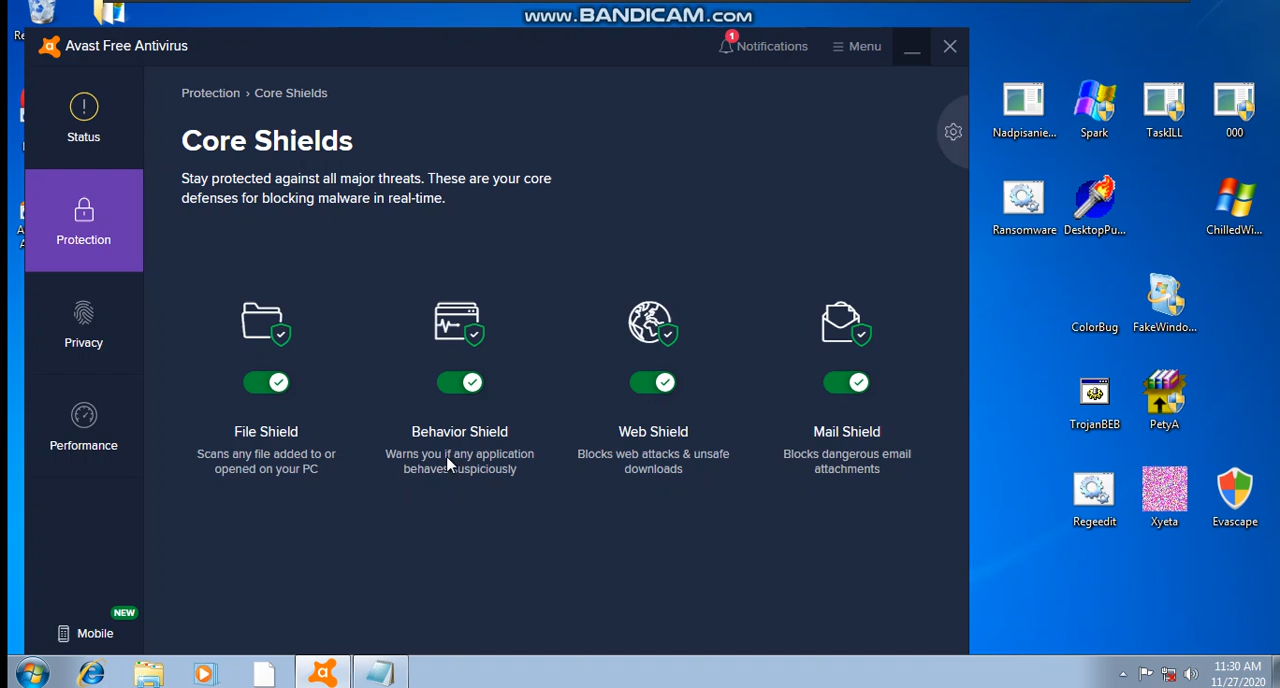 www.BANDICAM.com
Avast Free Antivirus
1
Notifications
Menu
Status
Protection
Privacy
Performance
NEW
Mobile
Protection › Core Shields
Core Shields
Stay protected against all major threats. These are your core
defenses for blocking malware in real-time.
File Shield
Scans any file added to or
opened on your PC
Behavior Shield
Warns you if any application
behaves suspiciously
Web Shield
Blocks web attacks & unsafe
downloads
Mail Shield
Blocks dangerous email
attachments
Nadpisanie...
Spark
TaskILL
000
Ransomware
DesktopPu...
ChilledWi...
ColorBug
FakeWindo...
TrojanBEB
PetyA
Regeedit
Xyeta
Evascape
11:30 AM
11/27/2020